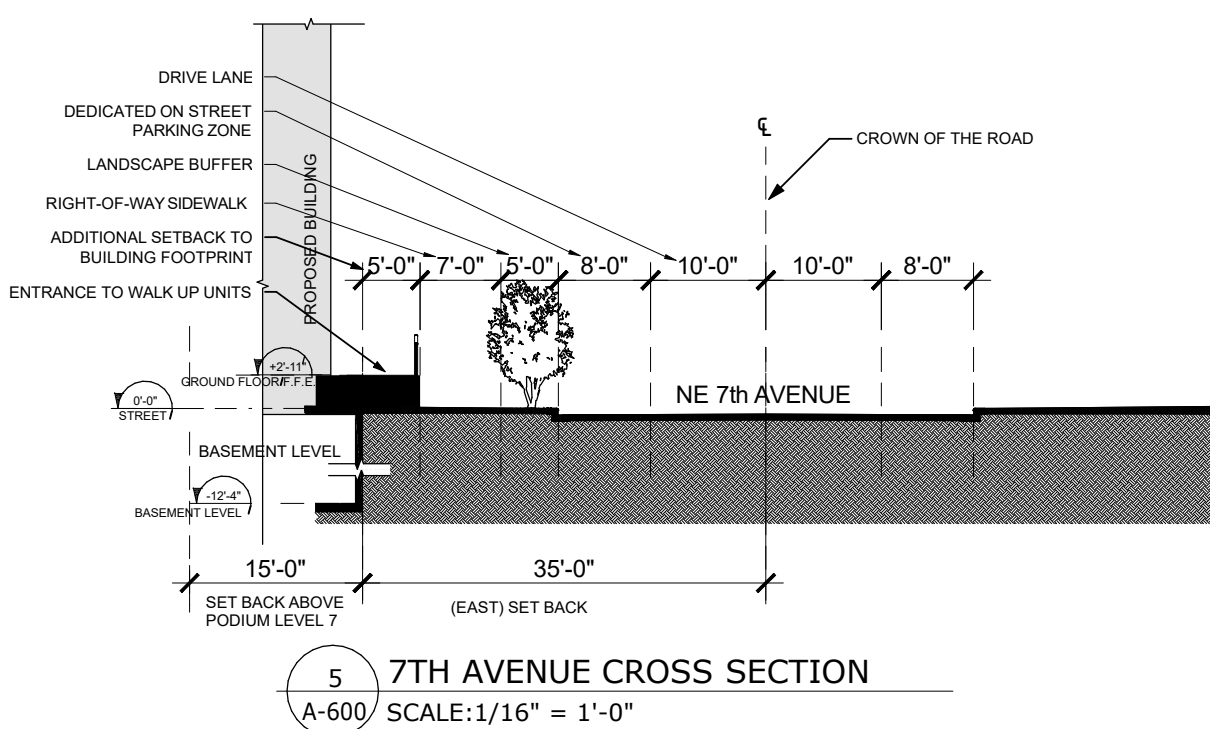 DRIVE LANE
DEDICATED ON STREET
PARKING ZONE
LANDSCAPE BUFFER
RIGHT-OF-WAY SIDEWALK
ADDITIONAL SETBACK TO
BUILDING FOOTPRINT
ENTRANCE TO WALK UP UNITS
PROPOSED BUILDING
℄
CROWN OF THE ROAD
5'-0" 7'-0" 5'-0" 8'-0" 10'-0" 10'-0" 8'-0"
+2'-11"
GROUND FLOOR/F.F.E.
0'-0"
STREET
NE 7th AVENUE
BASEMENT LEVEL
-12'-4"
BASEMENT LEVEL
15'-0" 35'-0"
SET BACK ABOVE
PODIUM LEVEL 7
(EAST) SET BACK
5
A-600
7TH AVENUE CROSS SECTION
SCALE:1/16" = 1'-0"